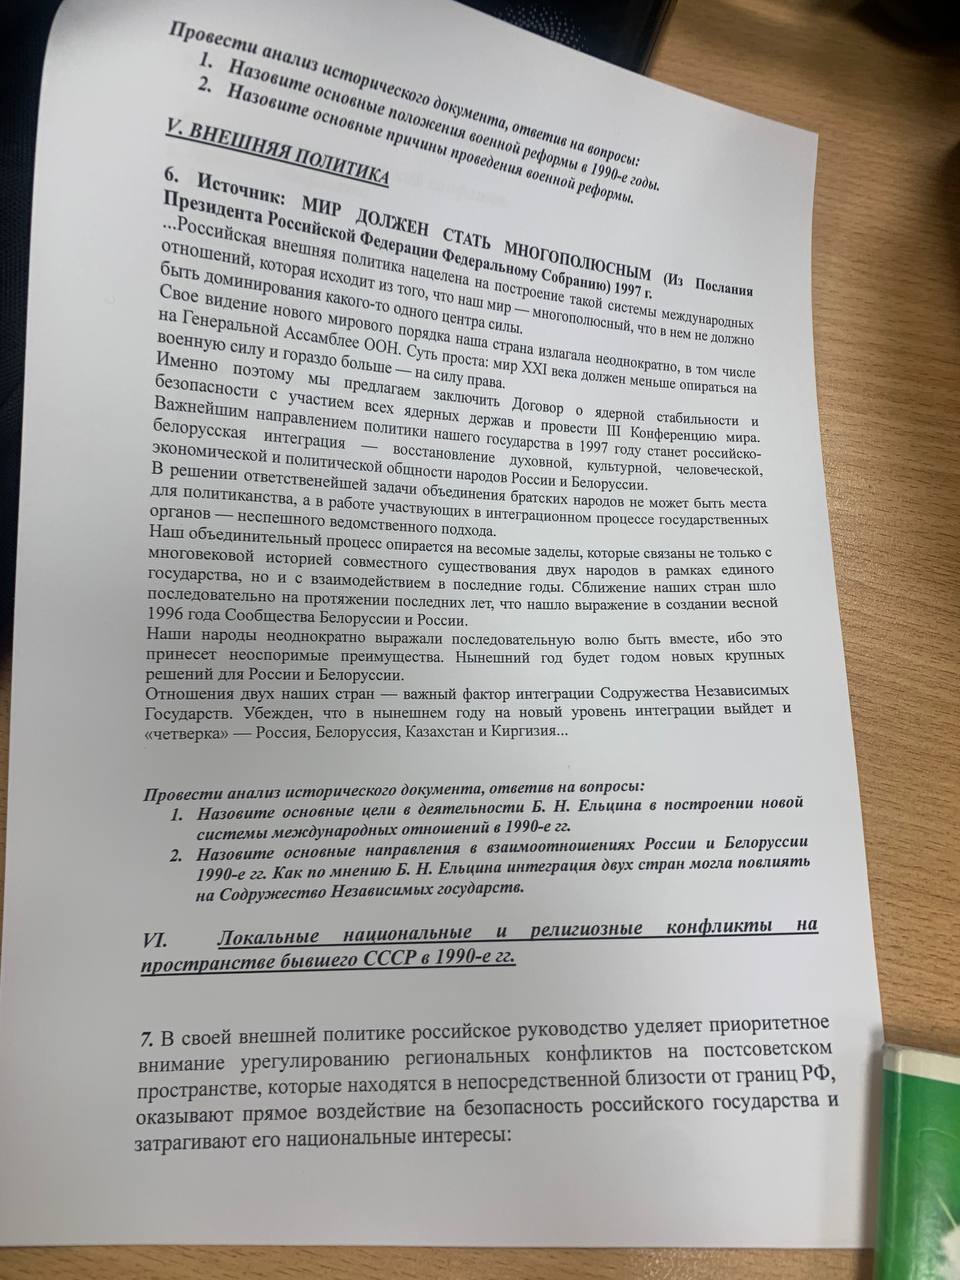 Провести анализ исторического документа, ответив на вопросы:
1. Назовите основные положения военной реформы в 1990-е годы.
2. Назовите основные причины проведения военной реформы.
V. ВНЕШНЯЯ ПОЛИТИКА
6. Источник: МИР ДОЛЖЕН СТАТЬ МНОГОПОЛЮСНЫМ (Из Послания
Президента Российской Федерации Федеральному Собранию) 1997 г.
...Российская внешняя политика нацелена на построение такой системы международных
отношений, которая исходит из того, что наш мир — многополюсный, что в нем не должно
быть доминирования какого-то одного центра силы.
Свое видение нового мирового порядка наша страна излагала неоднократно, в том числе
на Генеральной Ассамблее ООН. Суть проста: мир XXI века должен меньше опираться на
военную силу и гораздо больше — на силу права.
Именно поэтому мы предлагаем заключить Договор о ядерной стабильности и
безопасности с участием всех ядерных держав и провести III Конференцию мира.
Важнейшим направлением политики нашего государства в 1997 году станет российско-
белорусская интеграция — восстановление духовной, культурной, человеческой,
экономической и политической общности народов России и Белоруссии.
В решении ответственейшей задачи объединения братских народов не может быть места
для политиканства, а в работе участвующих в интеграционном процессе государственных
органов — неспешного ведомственного подхода.
Наш объединительный процесс опирается на весомые заделы, которые связаны не только с
многовековой историей совместного существования двух народов в рамках единого
государства, но и с взаимодействием в последние годы. Сближение наших стран шло
последовательно на протяжении последних лет, что нашло выражение в создании весной
1996 года Сообщества Белоруссии и России.
Наши народы неоднократно выражали последовательную волю быть вместе, ибо это
принесет неоспоримые преимущества. Нынешний год будет годом новых крупных
решений для России и Белоруссии.
Отношения двух наших стран — важный фактор интеграции Содружества Независимых
Государств. Убежден, что в нынешнем году на новый уровень интеграции выйдет и
«четверка» — Россия, Белоруссия, Казахстан и Киргизия...
Провести анализ исторического документа, ответив на вопросы:
1. Назовите основные цели в деятельности Б. Н. Ельцина в построении новой
системы международных отношений в 1990-е гг.
2. Назовите основные направления в взаимоотношениях России и Белоруссии
1990-е гг. Как по мнению Б. Н. Ельцина интеграция двух стран могла повлиять
на Содружество Независимых государств.
VI. Локальные национальные и религиозные конфликты на
пространстве бывшего СССР в 1990-е гг.
7. В своей внешней политике российское руководство уделяет приоритетное
внимание урегулированию региональных конфликтов на постсоветском
пространстве, которые находятся в непосредственной близости от границ РФ,
оказывают прямое воздействие на безопасность российского государства и
затрагивают его национальные интересы: